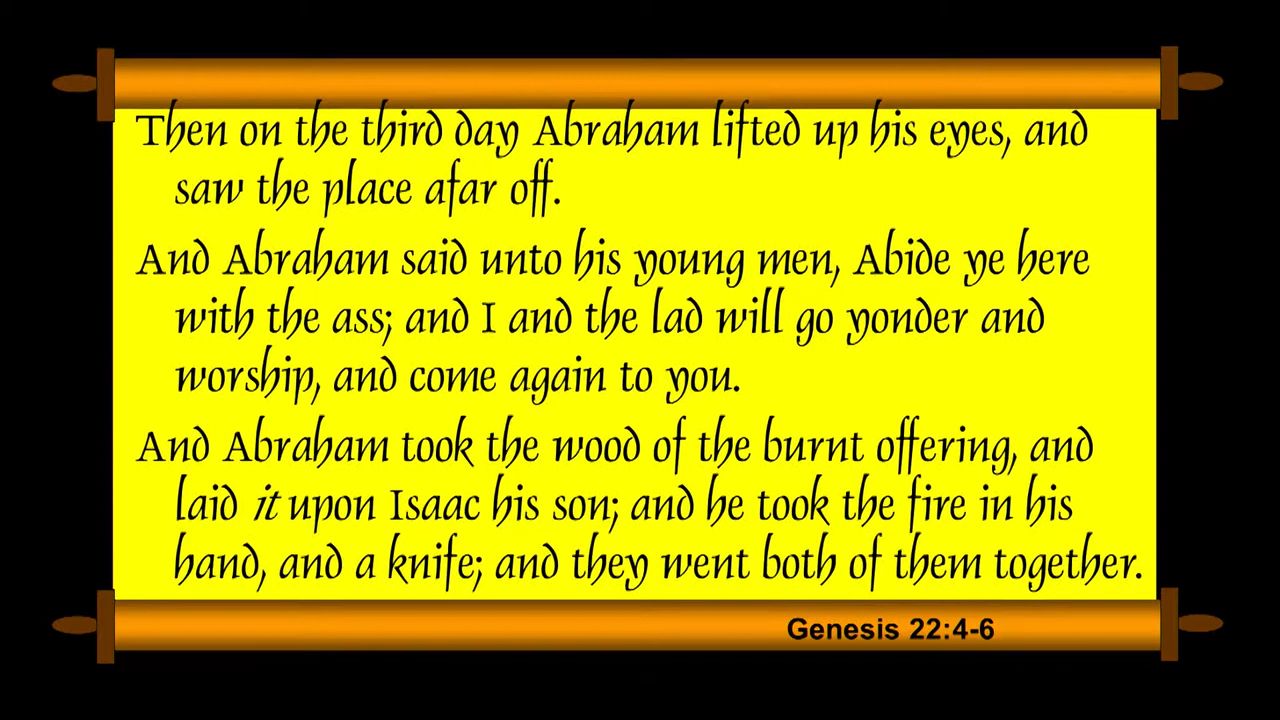 Then on the third day Abraham lifted up his eyes, and
saw the place afar off.
And Abraham said unto his young men, Abide ye here
with the ass; and I and the lad will go yonder and
worship, and come again to you.
And Abraham took the wood of the burnt offering, and
laid it upon Isaac his son; and he took the fire in his
hand, and a knife; and they went both of them together.
Genesis 22:4-6